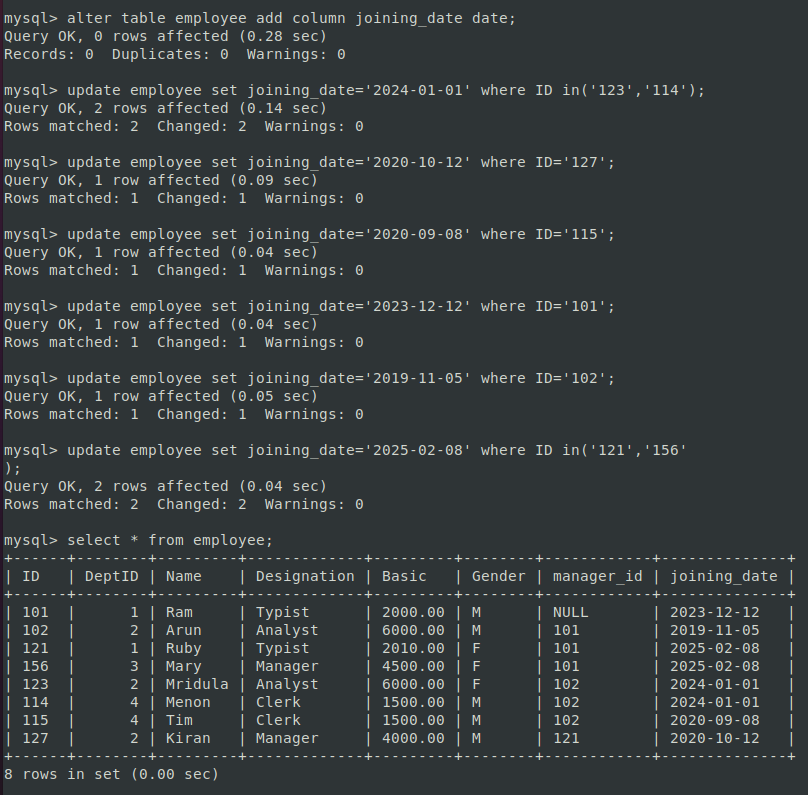 mysql> alter table employee add column joining_date date;
Query OK, 0 rows affected (0.28 sec)
Records: 0  Duplicates: 0  Warnings: 0

mysql> update employee set joining_date='2024-01-01' where ID in('123','114');
Query OK, 2 rows affected (0.14 sec)
Rows matched: 2  Changed: 2  Warnings: 0

mysql> update employee set joining_date='2020-10-12' where ID='127';
Query OK, 1 row affected (0.09 sec)
Rows matched: 1  Changed: 1  Warnings: 0

mysql> update employee set joining_date='2020-09-08' where ID='115';
Query OK, 1 row affected (0.04 sec)
Rows matched: 1  Changed: 1  Warnings: 0

mysql> update employee set joining_date='2023-12-12' where ID='101';
Query OK, 1 row affected (0.04 sec)
Rows matched: 1  Changed: 1  Warnings: 0

mysql> update employee set joining_date='2019-11-05' where ID='102';
Query OK, 1 row affected (0.05 sec)
Rows matched: 1  Changed: 1  Warnings: 0

mysql> update employee set joining_date='2025-02-08' where ID in('121','156'
);
Query OK, 2 rows affected (0.04 sec)
Rows matched: 2  Changed: 2  Warnings: 0

mysql> select * from employee;
+------+--------+---------+-------------+---------+--------+------------+--------------+
| ID   | DeptID | Name    | Designation | Basic   | Gender | manager_id | joining_date |
+------+--------+---------+-------------+---------+--------+------------+--------------+
| 101  |      1 | Ram     | Typist      | 2000.00 | M      | NULL       | 2023-12-12   |
| 102  |      2 | Arun    | Analyst     | 6000.00 | M      | 101        | 2019-11-05   |
| 121  |      1 | Ruby    | Typist      | 2010.00 | F      | 101        | 2025-02-08   |
| 156  |      3 | Mary    | Manager     | 4500.00 | F      | 101        | 2025-02-08   |
| 123  |      2 | Mridula | Analyst     | 6000.00 | F      | 102        | 2024-01-01   |
| 114  |      4 | Menon   | Clerk       | 1500.00 | M      | 102        | 2024-01-01   |
| 115  |      4 | Tim     | Clerk       | 1500.00 | M      | 102        | 2020-09-08   |
| 127  |      2 | Kiran   | Manager     | 4000.00 | M      | 121        | 2020-10-12   |
+------+--------+---------+-------------+---------+--------+------------+--------------+
8 rows in set (0.00 sec)